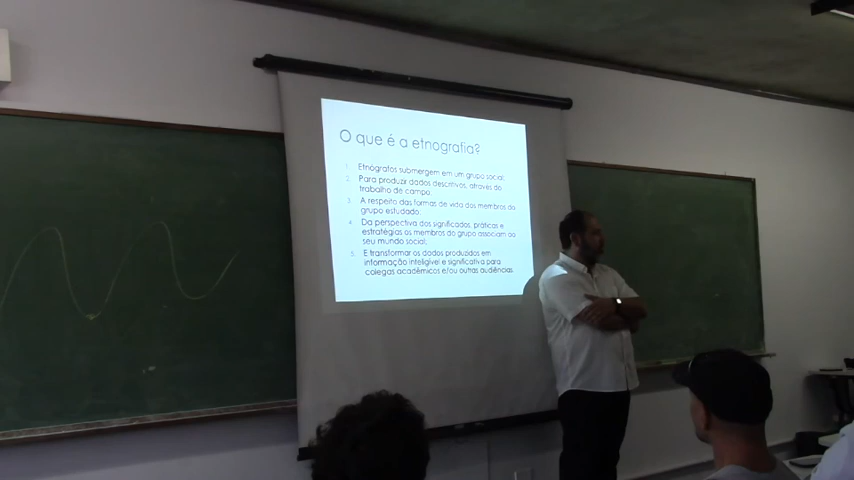 O que é a etnografia?
1. Etnografos submergem em um grupo social;
2. Para produzir dados descritivos, através do
trabalho de campo;
3. A respeito das formas de vida dos membros do
grupo estudado;
4. Da perspectiva dos significados, práticas e
estratégias os membros do grupo associam ao
seu mundo social;
5. E transformar os dados produzidos em
informação inteligível e significativa para
colegas acadêmicos e/ou outras audiências.